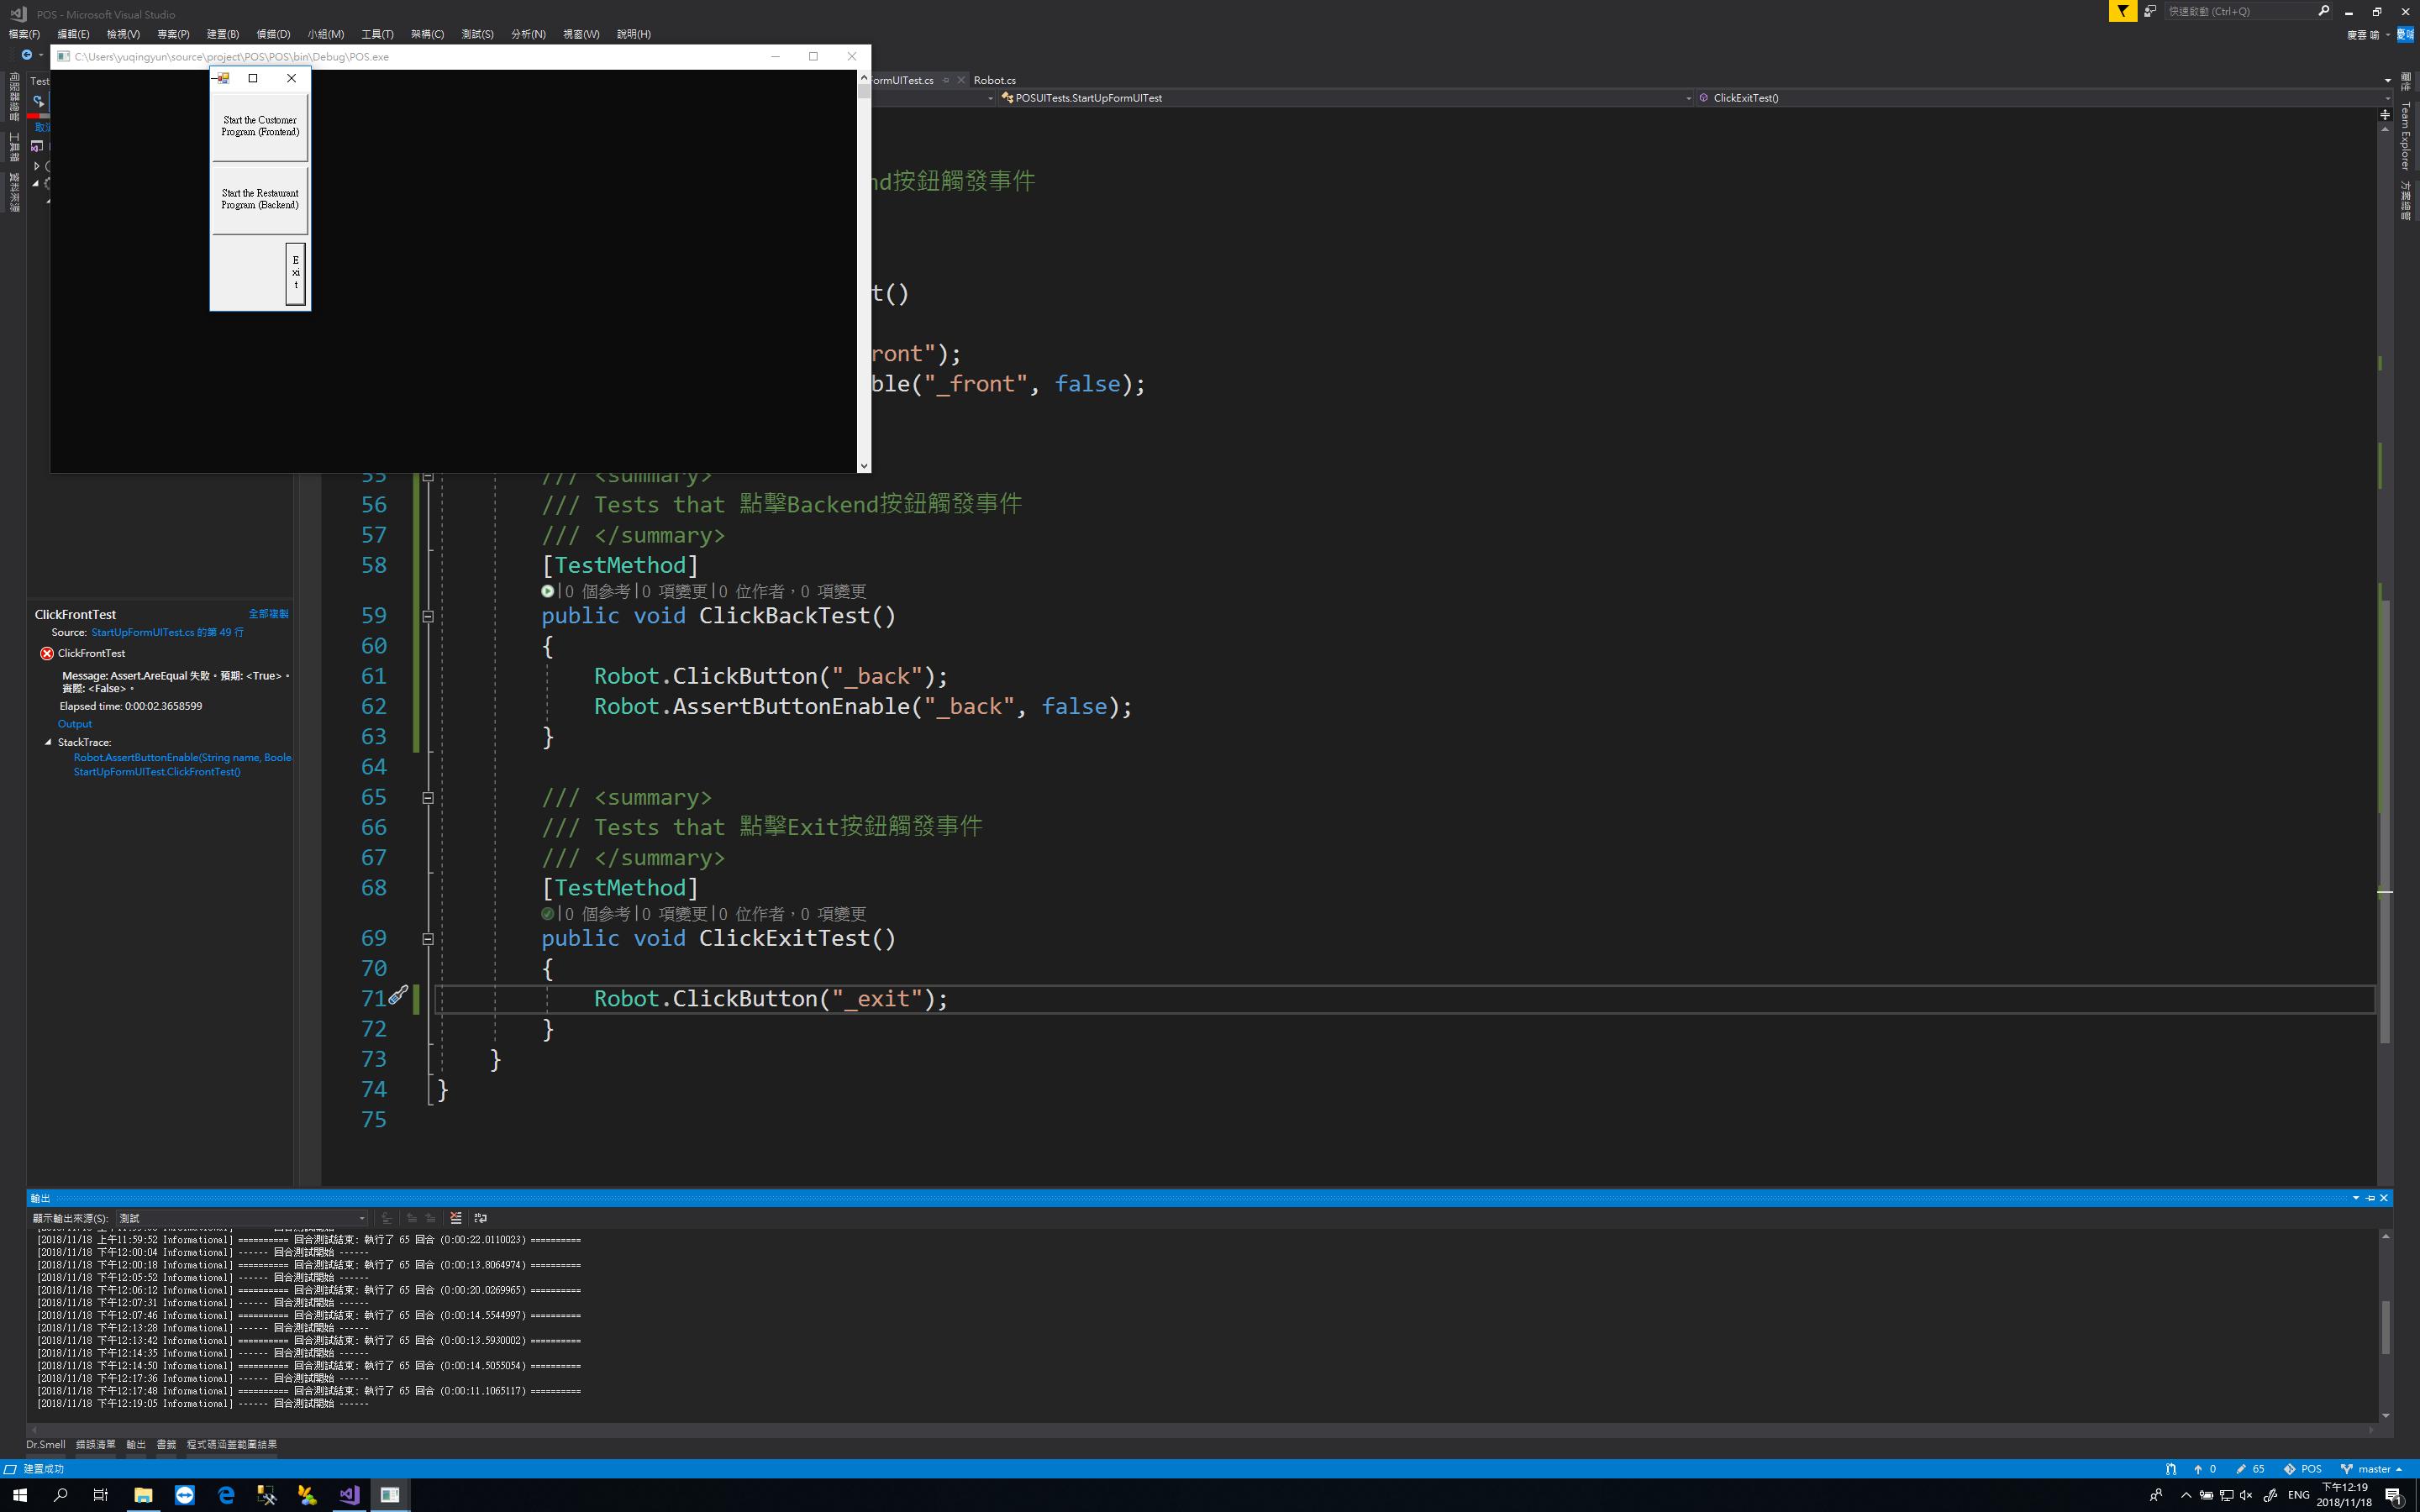 POS - Microsoft Visual Studio
快速啟動 (Ctrl+Q)
檔案(F) 編輯(E) 檢視(V) 專案(P) 建置(B) 偵錯(D) 小組(M) 工具(T) 架構(C) 測試(S) 分析(N) 視窗(W) 說明(H)
慶雲 喻
C:\Users\yuqingyun\source\project\POS\POS\bin\Debug\POS.exe
Test
ormUITest.cs Robot.cs
POSUITests.StartUpFormUITest ClickExitTest()
Start the Customer
Program (Frontend)
Start the Restaurant
Program (Backend)
E
xi
t
工具箱
資料來源
Team Explorer
nd按鈕觸發事件
t()
ront");
ble("_front", false);
55 /// <summary>
56 /// Tests that 點擊Backend按鈕觸發事件
57 /// </summary>
58 [TestMethod]
|0 個參考|0 項變更|0 位作者,0 項變更
59 public void ClickBackTest()
60 {
61 Robot.ClickButton("_back");
62 Robot.AssertButtonEnable("_back", false);
63 }
64
65 /// <summary>
66 /// Tests that 點擊Exit按鈕觸發事件
67 /// </summary>
68 [TestMethod]
|0 個參考|0 項變更|0 位作者,0 項變更
69 public void ClickExitTest()
70 {
71 Robot.ClickButton("_exit");
72 }
73 }
74 }
75
ClickFrontTest 全部複製
Source: StartUpFormUITest.cs 的第 49 行
ClickFrontTest
Message: Assert.AreEqual 失敗。預期: <True>。
實際: <False>。
Elapsed time: 0:00:02.3658599
Output
StackTrace:
Robot.AssertButtonEnable(String name, Boole
StartUpFormUITest.ClickFrontTest()
輸出
顯示輸出來源(S): 測試
[2018/11/18 上午11:59:52 Informational] ========== 回合測試結束: 執行了 65 回合 (0:00:22.0110023) ==========
[2018/11/18 下午12:00:04 Informational] ------ 回合測試開始 ------
[2018/11/18 下午12:00:18 Informational] ========== 回合測試結束: 執行了 65 回合 (0:00:13.8064974) ==========
[2018/11/18 下午12:05:52 Informational] ------ 回合測試開始 ------
[2018/11/18 下午12:06:12 Informational] ========== 回合測試結束: 執行了 65 回合 (0:00:20.0269965) ==========
[2018/11/18 下午12:07:31 Informational] ------ 回合測試開始 ------
[2018/11/18 下午12:07:46 Informational] ========== 回合測試結束: 執行了 65 回合 (0:00:14.5544997) ==========
[2018/11/18 下午12:13:28 Informational] ------ 回合測試開始 ------
[2018/11/18 下午12:13:42 Informational] ========== 回合測試結束: 執行了 65 回合 (0:00:13.5930002) ==========
[2018/11/18 下午12:14:35 Informational] ------ 回合測試開始 ------
[2018/11/18 下午12:14:50 Informational] ========== 回合測試結束: 執行了 65 回合 (0:00:14.5055054) ==========
[2018/11/18 下午12:17:36 Informational] ------ 回合測試開始 ------
[2018/11/18 下午12:17:48 Informational] ========== 回合測試結束: 執行了 65 回合 (0:00:11.1065117) ==========
[2018/11/18 下午12:19:05 Informational] ------ 回合測試開始 ------
Dr.Smell 錯誤清單 輸出 書籤 程式碼涵蓋範圍結果
建置成功
0 65 POS master
ENG
下午12:19
2018/11/18
1